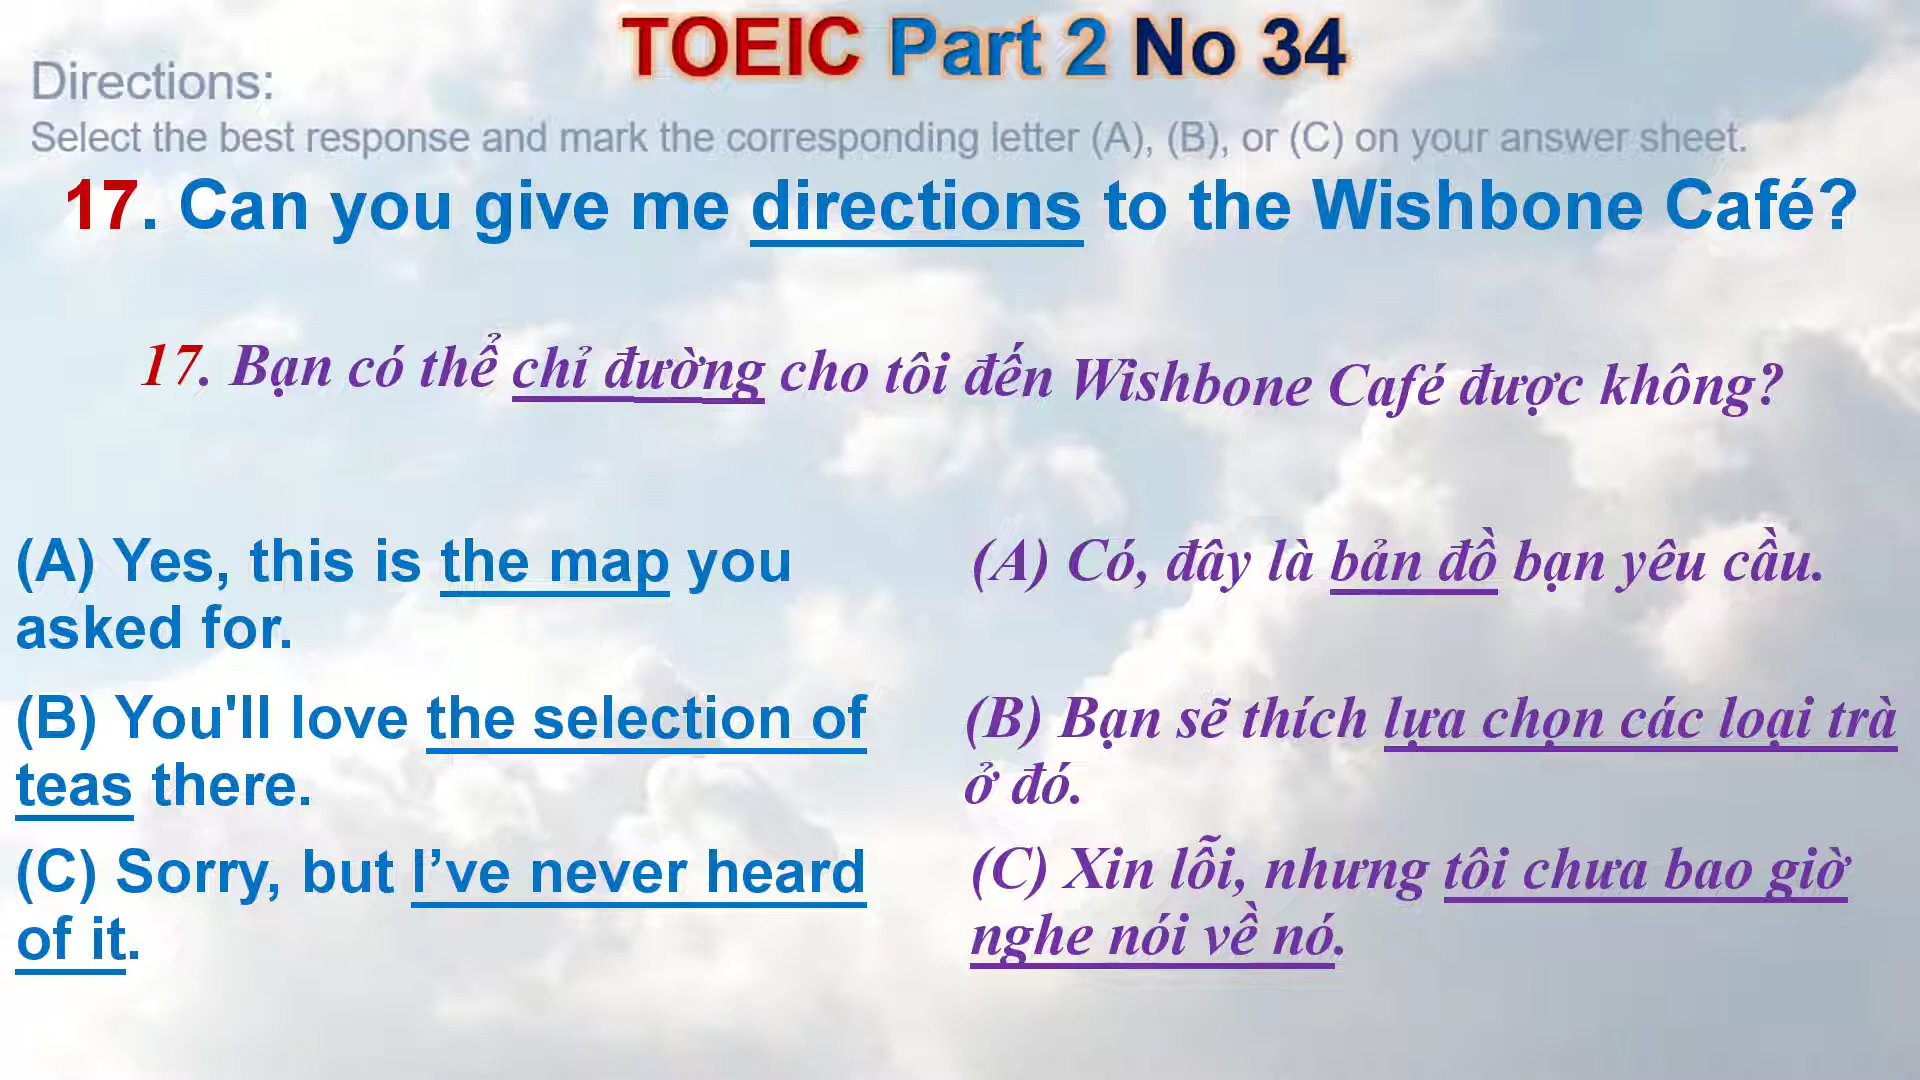 TOEIC Part 2 No 34
Directions:
Select the best response and mark the corresponding letter (A), (B), or (C) on your answer sheet.
17. Can you give me directions to the Wishbone Café?
17. Bạn có thể chỉ đường cho tôi đến Wishbone Café được không?
(A) Yes, this is the map you
asked for.
(A) Có, đây là bản đồ bạn yêu cầu.
(B) You'll love the selection of
teas there.
(B) Bạn sẽ thích lựa chọn các loại trà
ở đó.
(C) Sorry, but I’ve never heard
of it.
(C) Xin lỗi, nhưng tôi chưa bao giờ
nghe nói về nó.